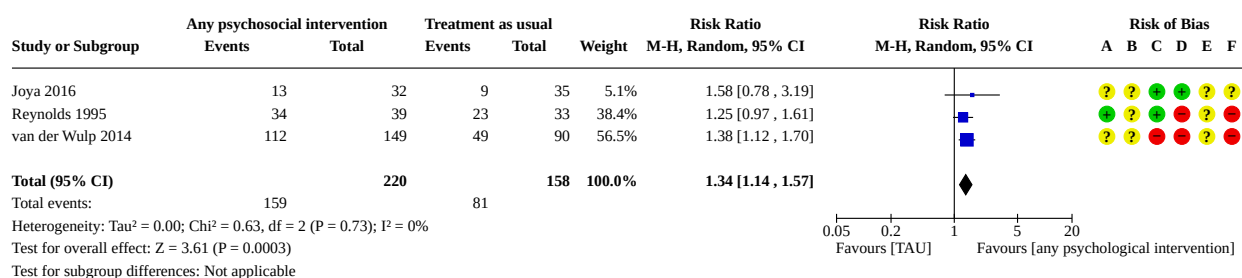 Any psychosocial intervention Treatment as usual Risk Ratio Risk Ratio Risk of Bias
Study or Subgroup Events Total Events Total Weight M-H, Random, 95% CI M-H, Random, 95% CI A B C D E F
Joya 2016 13 32 9 35 5.1% 1.58 [0.78 , 3.19] ? ? + + ? ?
Reynolds 1995 34 39 23 33 38.4% 1.25 [0.97 , 1.61] + ? + − ? −
van der Wulp 2014 112 149 49 90 56.5% 1.38 [1.12 , 1.70] ? ? − − ? −
Total (95% CI) 220 158 100.0% 1.34 [1.14 , 1.57]
Total events: 159 81
Heterogeneity: Tau² = 0.00; Chi² = 0.63, df = 2 (P = 0.73); I² = 0%
0.05 0.2 1 5 20
Test for overall effect: Z = 3.61 (P = 0.0003)
Favours [TAU] Favours [any psychological intervention]
Test for subgroup differences: Not applicable